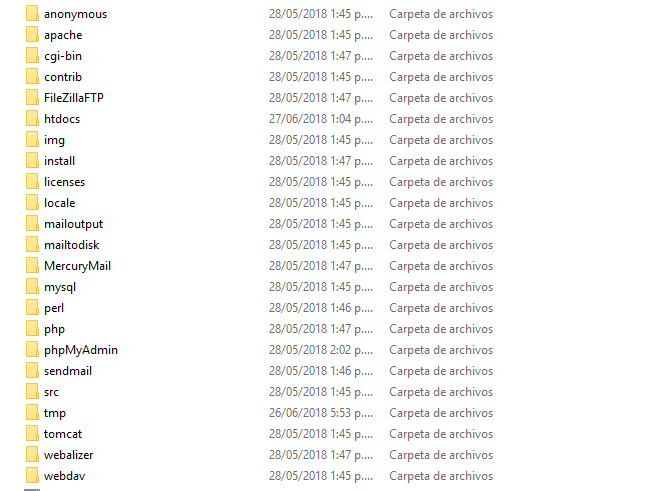 anonymous 28/05/2018 1:45 p.... Carpeta de archivos
apache 28/05/2018 1:45 p.... Carpeta de archivos
cgi-bin 28/05/2018 1:47 p.... Carpeta de archivos
contrib 28/05/2018 1:45 p.... Carpeta de archivos
FileZillaFTP 28/05/2018 1:47 p.... Carpeta de archivos
htdocs 27/06/2018 1:04 p.... Carpeta de archivos
img 28/05/2018 1:45 p.... Carpeta de archivos
install 28/05/2018 1:47 p.... Carpeta de archivos
licenses 28/05/2018 1:45 p.... Carpeta de archivos
locale 28/05/2018 1:45 p.... Carpeta de archivos
mailoutput 28/05/2018 1:45 p.... Carpeta de archivos
mailtodisk 28/05/2018 1:45 p.... Carpeta de archivos
MercuryMail 28/05/2018 1:47 p.... Carpeta de archivos
mysql 28/05/2018 1:45 p.... Carpeta de archivos
perl 28/05/2018 1:46 p.... Carpeta de archivos
php 28/05/2018 1:47 p.... Carpeta de archivos
phpMyAdmin 28/05/2018 2:02 p.... Carpeta de archivos
sendmail 28/05/2018 1:46 p.... Carpeta de archivos
src 28/05/2018 1:45 p.... Carpeta de archivos
tmp 26/06/2018 5:53 p.... Carpeta de archivos
tomcat 28/05/2018 1:45 p.... Carpeta de archivos
webalizer 28/05/2018 1:47 p.... Carpeta de archivos
webdav 28/05/2018 1:45 p.... Carpeta de archivos